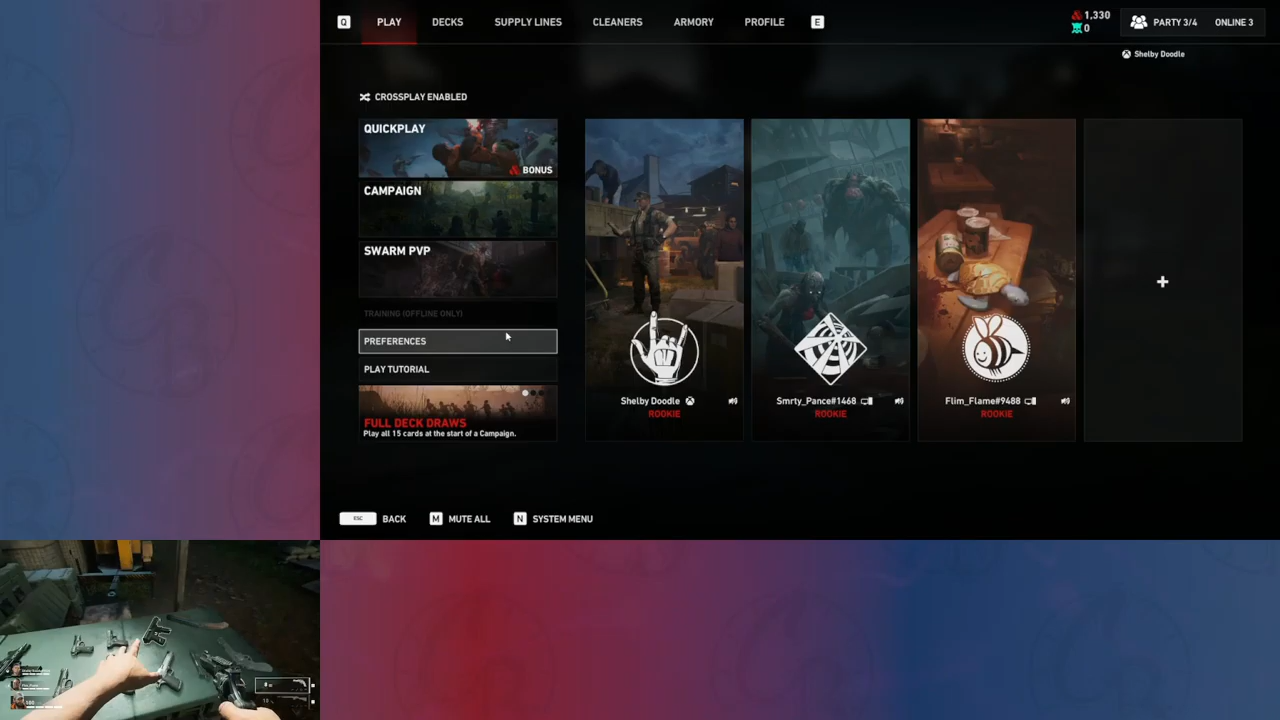 Q PLAY DECKS SUPPLY LINES CLEANERS ARMORY PROFILE E
1,330
0
PARTY 3/4 ONLINE 3
Shelby Doodle
CROSSPLAY ENABLED
QUICKPLAY
BONUS
CAMPAIGN
SWARM PVP
TRAINING (OFFLINE ONLY)
PREFERENCES
PLAY TUTORIAL
FULL DECK DRAWS
Play all 15 cards at the start of a Campaign.
Shelby Doodle
ROOKIE
Smrty_Pance#1468
ROOKIE
Flim_Flame#9488
ROOKIE
+
ESC BACK M MUTE ALL N SYSTEM MENU